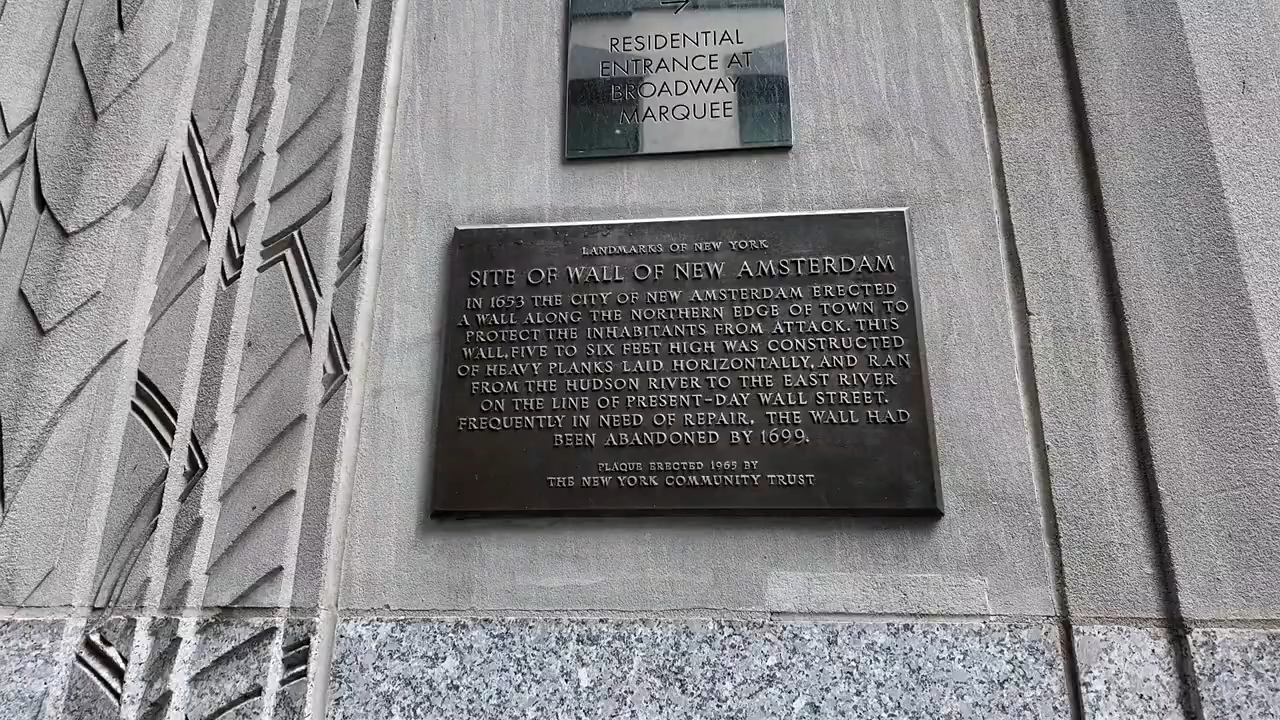 →
RESIDENTIAL
ENTRANCE AT
BROADWAY
MARQUEE
LANDMARKS OF NEW YORK
SITE OF WALL OF NEW AMSTERDAM
IN 1653 THE CITY OF NEW AMSTERDAM ERECTED
A WALL ALONG THE NORTHERN EDGE OF TOWN TO
PROTECT THE INHABITANTS FROM ATTACK. THIS
WALL, FIVE TO SIX FEET HIGH WAS CONSTRUCTED
OF HEAVY PLANKS LAID HORIZONTALLY, AND RAN
FROM THE HUDSON RIVER TO THE EAST RIVER
ON THE LINE OF PRESENT-DAY WALL STREET.
FREQUENTLY IN NEED OF REPAIR, THE WALL HAD
BEEN ABANDONED BY 1699.
PLAQUE ERECTED 1965 BY
THE NEW YORK COMMUNITY TRUST